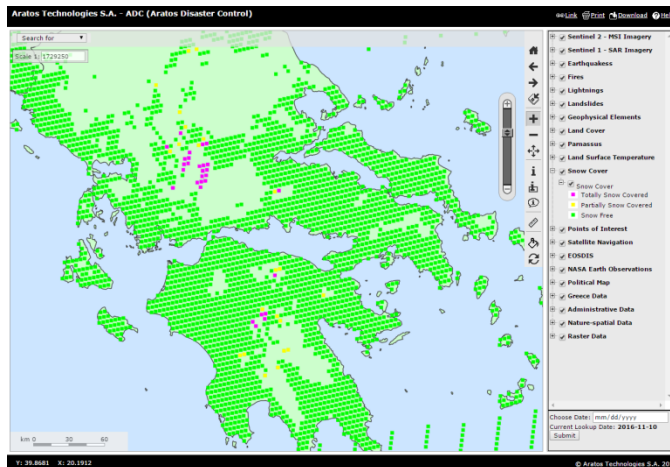 Aratos Technologies S.A. - ADC (Aratos Disaster Control)
Link Print Download Hel
Search for
Scale 1: 1729250
Sentinel 2 - MSI Imagery
Sentinel 1 - SAR Imagery
Earthquakess
Fires
Lightnings
Landslides
Geophysical Elements
Land Cover
Parnassus
Land Surface Temperature
Snow Cover
Snow Cover
Totally Snow Covered
Partially Snow Covered
Snow Free
Points of Interest
Satellite Navigation
EOSDIS
NASA Earth Observations
Political Map
Greece Data
Administrative Data
Nature-spatial Data
Raster Data
Choose Date: mm/dd/yyyy
Current Lookup Date: 2016-11-10
Submit
km 0 30 60
Y: 39.8681 X: 20.1912
© Aratos Technologies S.A. 20